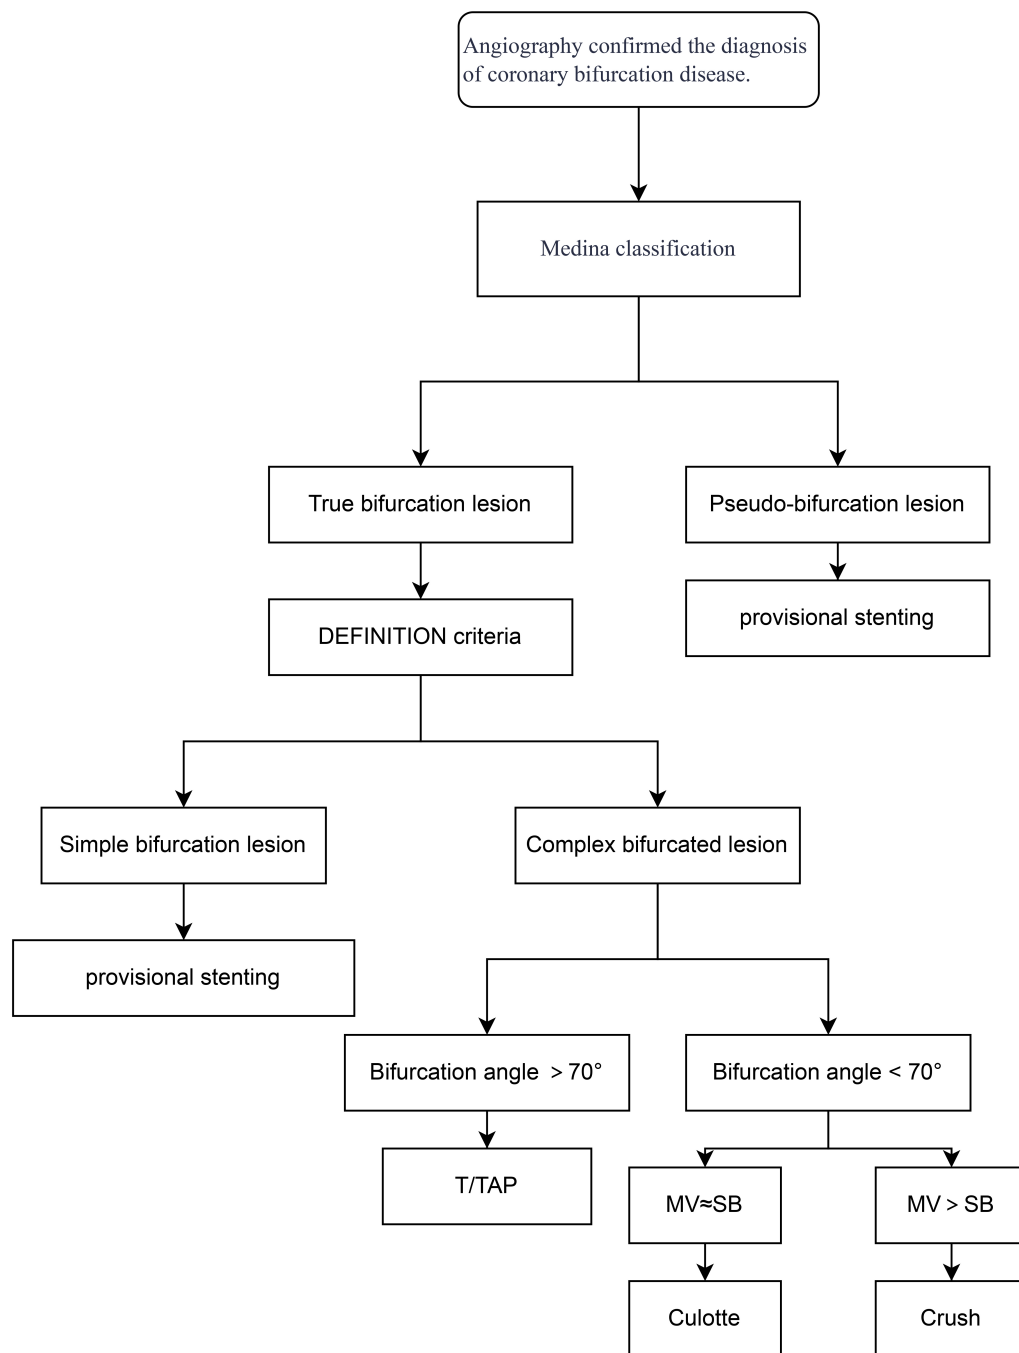 Angiography confirmed the diagnosis
of coronary bifurcation disease.
Medina classification
True bifurcation lesion
Pseudo-bifurcation lesion
provisional stenting
DEFINITION criteria
Simple bifurcation lesion
Complex bifurcated lesion
provisional stenting
Bifurcation angle > 70°
Bifurcation angle < 70°
T/TAP
MV≈SB
MV > SB
Culotte
Crush